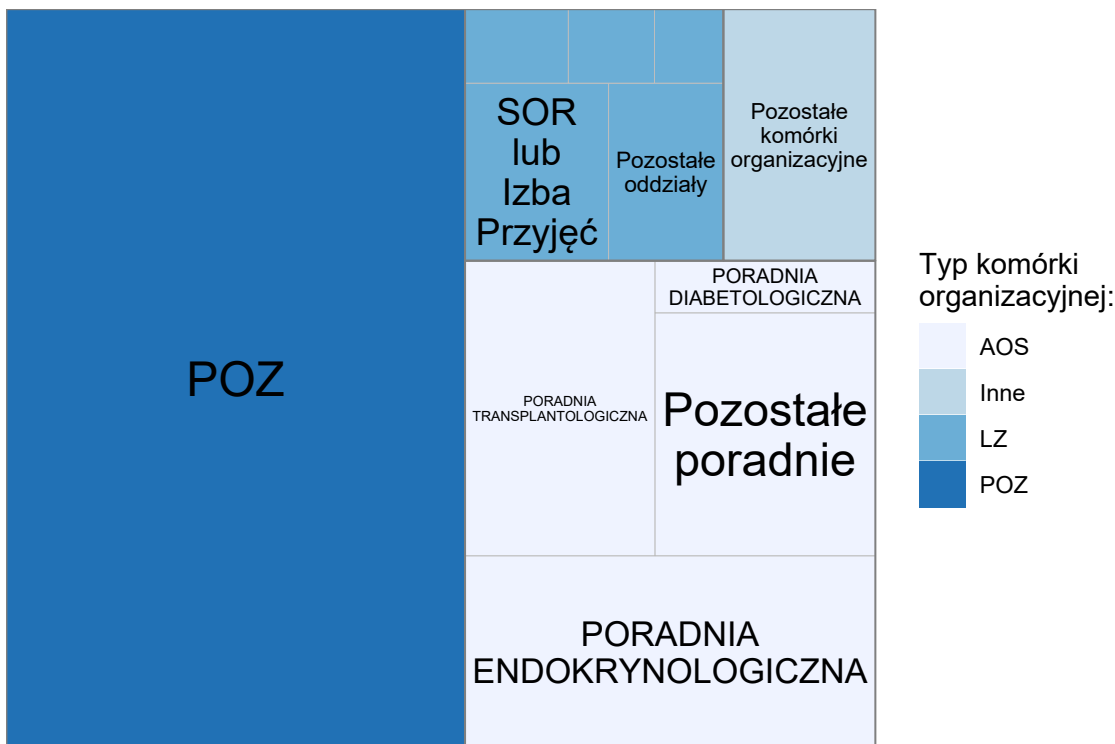 POZ
SOR
lub
Izba
Przyjęć
Pozostałe
oddziały
Pozostałe
komórki
organizacyjne
PORADNIA
TRANSPLANTOLOGICZNA
PORADNIA
DIABETOLOGICZNA
Pozostałe
poradnie
PORADNIA
ENDOKRYNOLOGICZNA
Typ komórki
organizacyjnej:
AOS
Inne
LZ
POZ